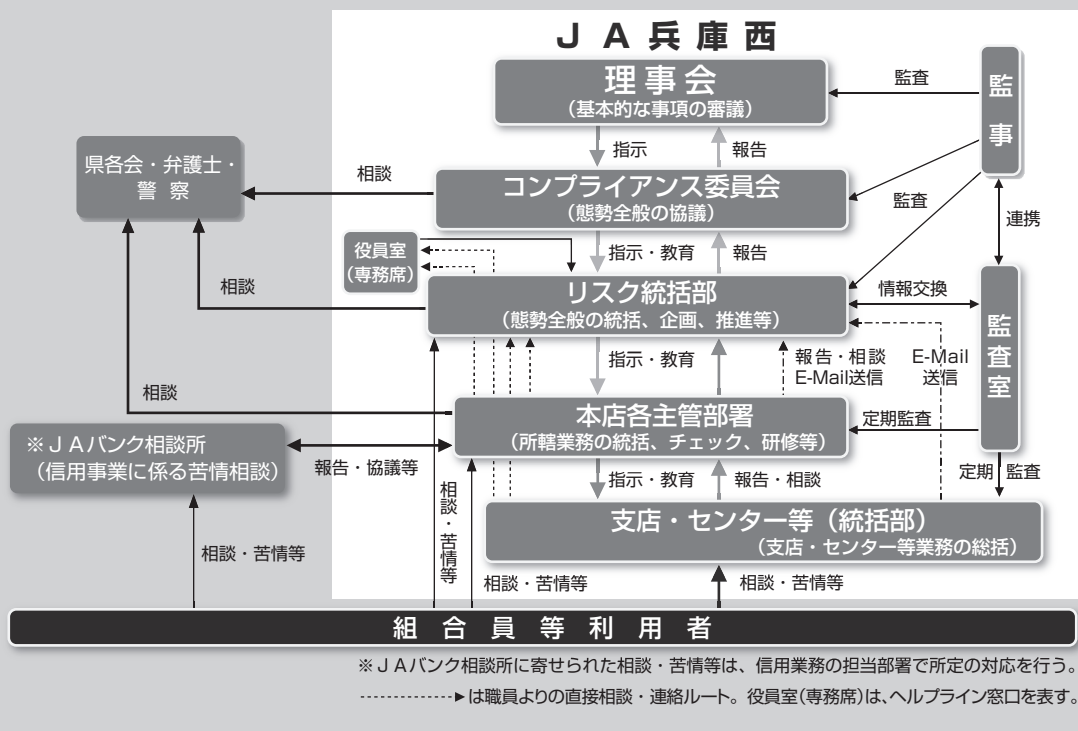 ＪＡ兵庫西
理事会
（基本的な事項の審議）
監査
監事
指示
報告
県各会・弁護士・
警察
相談
コンプライアンス委員会
（態勢全般の協議）
監査
連携
役員室
（専務席）
指示・教育
報告
相談
リスク統括部
（態勢全般の統括、企画、推進等）
情報交換
監査室
指示・教育
報告・相談
E-Mail送信
E-Mail
送信
相談
本店各主管部署
（所轄業務の統括、チェック、研修等）
定期監査
※ＪＡバンク相談所
（信用事業に係る苦情相談）
報告・協議等
指示・教育
報告・相談
定期
監査
相談・苦情等
支店・センター等（統括部）
（支店・センター等業務の総括）
相談・苦情等
相談・苦情等
相談・苦情等
組合員等利用者
※ＪＡバンク相談所に寄せられた相談・苦情等は、信用業務の担当部署で所定の対応を行う。
は職員よりの直接相談・連絡ルート。役員室（専務席）は、ヘルプライン窓口を表す。